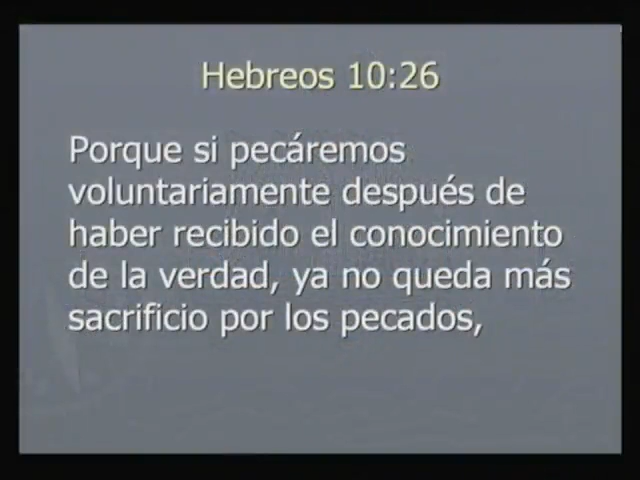 Hebreos 10:26
Porque si pecáremos
voluntariamente después de
haber recibido el conocimiento
de la verdad, ya no queda más
sacrificio por los pecados,